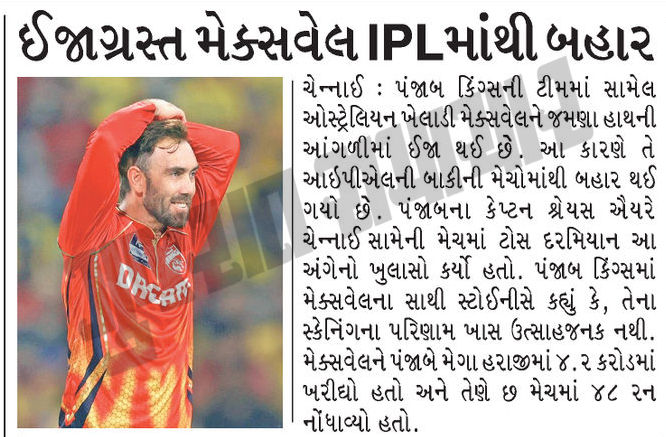 ઈજાગ્રસ્ત મેક્સવેલ IPLમાંથી બહાર
ચેન્નાઈ : પંજાબ કિંગ્સની ટીમમાં સામેલ
ઓસ્ટ્રેલિયન ખેલાડી મેક્સવેલને જમણા હાથની
આંગળીમાં ઈજા થઈ છે. આ કારણે તે
આઈપીએલની બાકીની મેચોમાંથી બહાર થઈ
ગયો છે. પંજાબના કેપ્ટન શ્રેયસ ઐયરે
ચેન્નાઈ સામેની મેચમાં ટોસ દરમિયાન આ
અંગેનો ખુલાસો કર્યો હતો. પંજાબ કિંગ્સમાં
મેક્સવેલના સાથી સ્ટોઈનીસે કહ્યું કે, તેના
સ્કેનિંગના પરિણામ ખાસ ઉત્સાહજનક નથી.
મેક્સવેલને પંજાબે મેગા હરાજીમાં ૪.૨ કરોડમાં
ખરીદ્યો હતો અને તેણે છ મેચમાં ૪૮ રન
નોંધાવ્યો હતો.